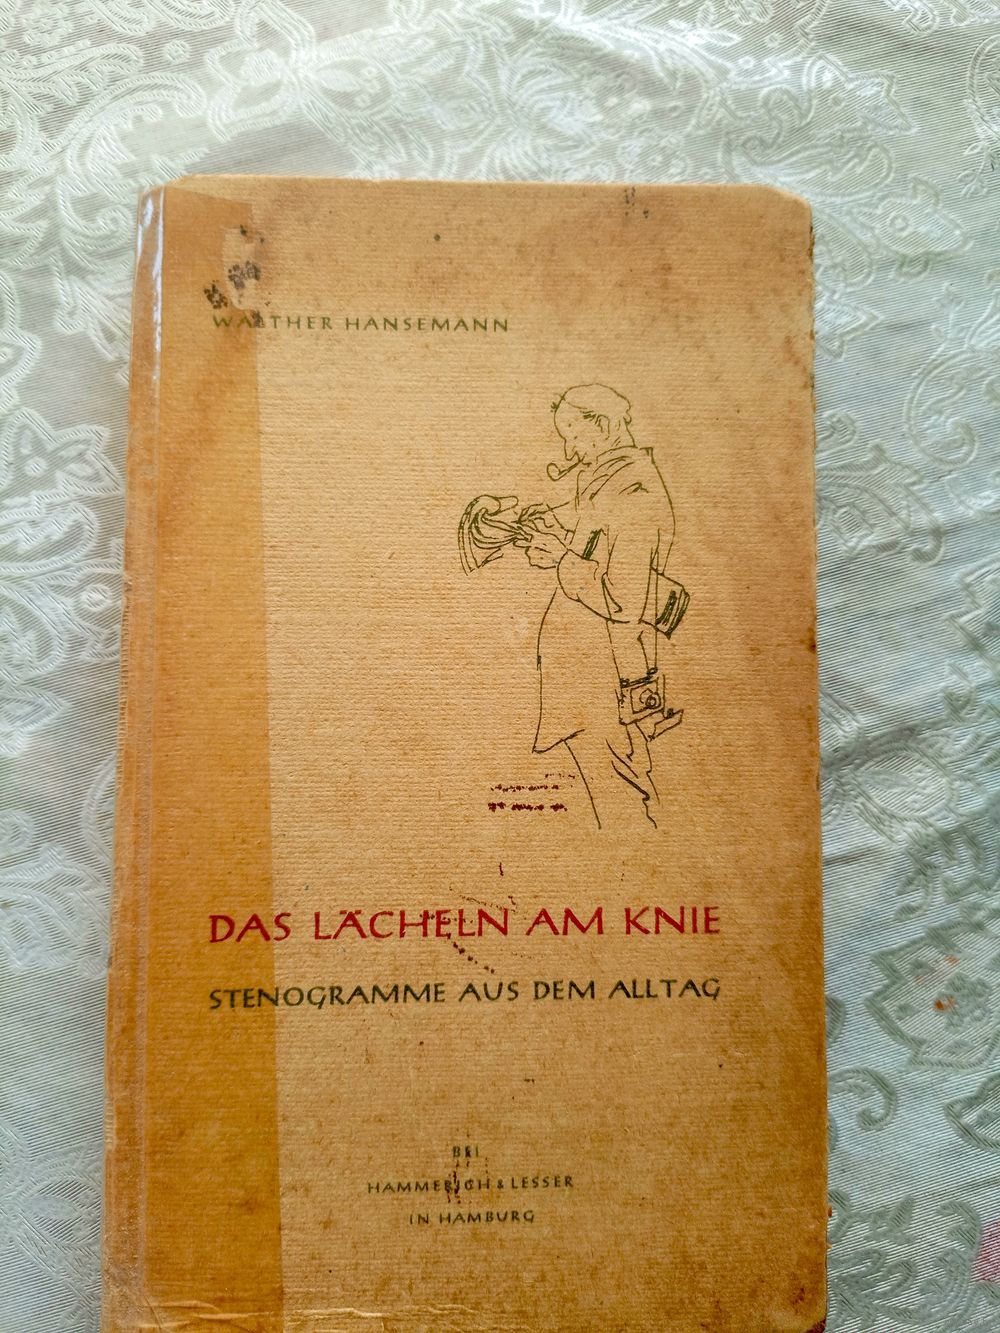 WALTHER HANSEMANN
DAS LÄCHELN AM KNIE
STENOGRAMME AUS DEM ALLTAG
BEI
HAMMERICH & LESSER
IN HAMBURG